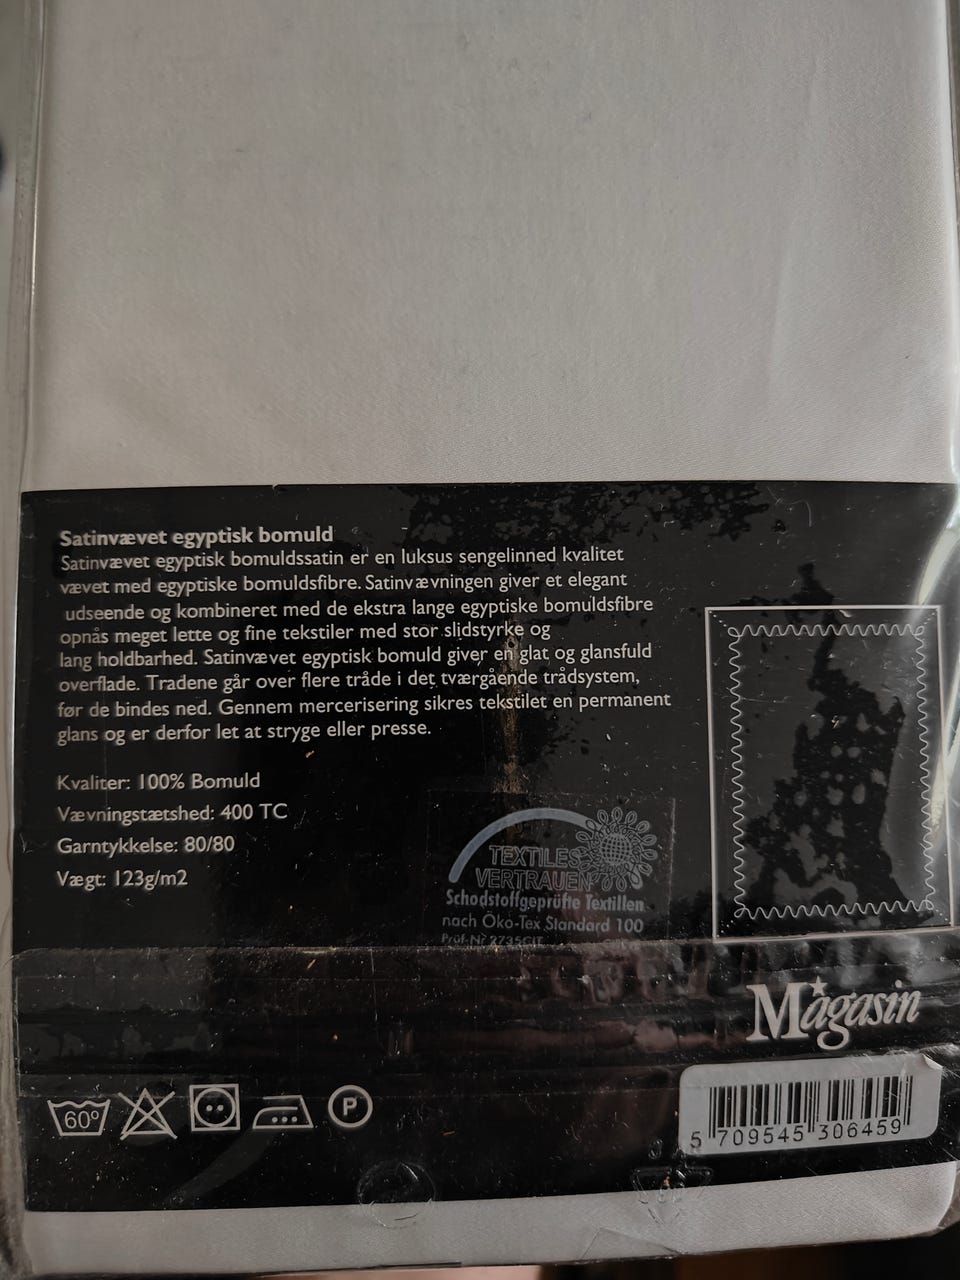 Satinvævet egyptisk bomuld
Satinvævet egyptisk bomuldssatin er en luksus sengelinned kvalitet
vævet med egyptiske bomuldsfibre. Satinvævningen giver et elegant
udseende og kombineret med de ekstra lange egyptiske bomuldsfibre
opnås meget lette og fine tekstiler med stor slidstyrke og
lang holdbarhed. Satinvævet egyptisk bomuld giver en glat og glansfuld
overflade. Tradene går over flere tråde i det tværgående trådsystem,
før de bindes ned. Gennem mercerisering sikres tekstilet en permanent
glans og er derfor let at stryge eller presse.
Kvaliter: 100% Bomuld
Vævningstætshed: 400 TC
Garntykkelse: 80/80
Vægt: 123g/m2
TEXTILES
VERTRAUEN
Schodstoffgeprüfte Textillen
nach Öko-Tex Standard 100
Prüf-Nr
Magasin
60°
P
5 709545 306459